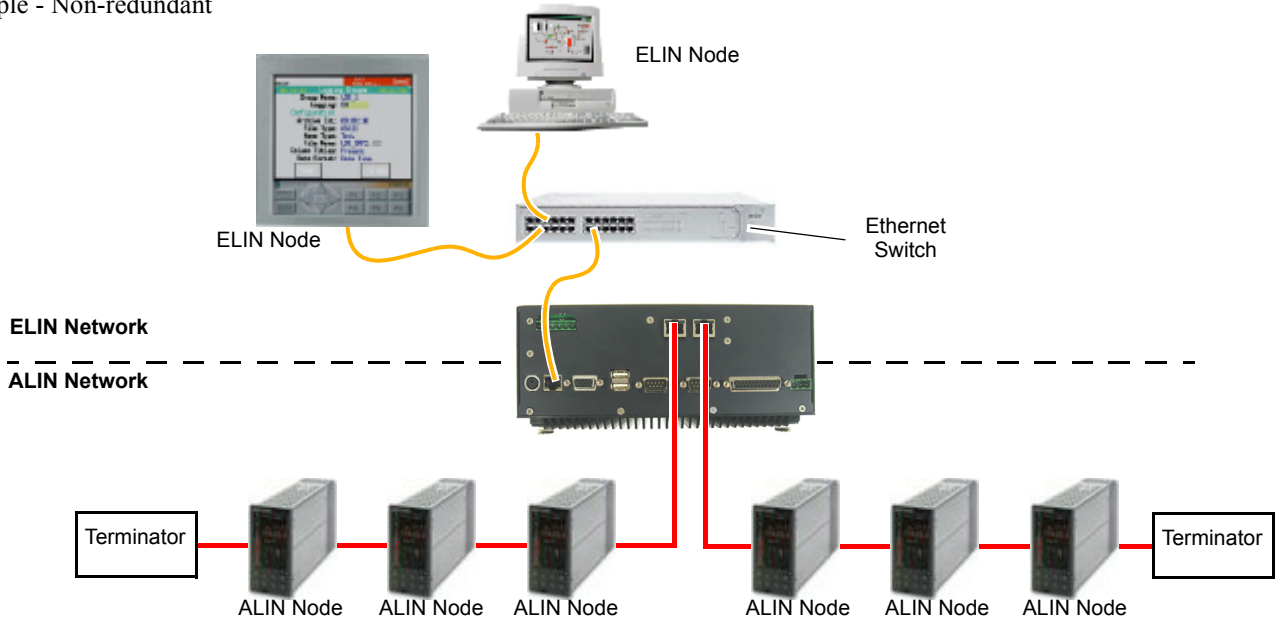 ple - Non-redundant
ELIN Node
ELIN Node
Ethernet
Switch
ELIN Network
ALIN Network
Terminator
Terminator
ALIN Node
ALIN Node
ALIN Node
ALIN Node
ALIN Node
ALIN Node